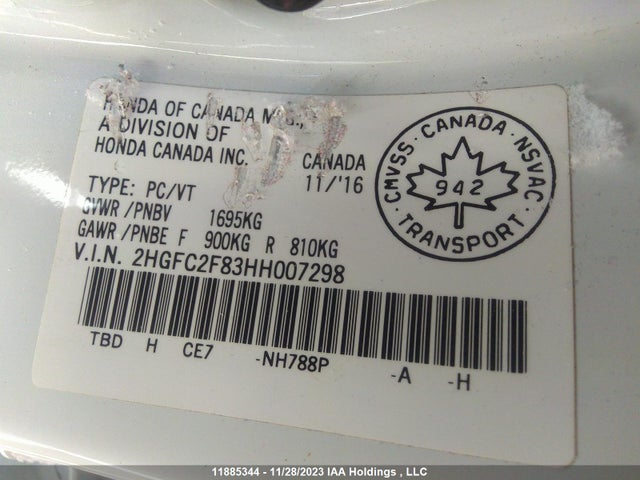 HONDA OF CANADA MFG.,
A DIVISION OF
HONDA CANADA INC.
CANADA
11/'16
TYPE: PC/VT
GVWR/PNBV 1695KG
GAWR/PNBE F 900KG R 810KG
V.I.N. 2HGFC2F83HH007298
TBD H CE7 -NH788P -A -H
CMVSS · CANADA · NSVAC
942
TRANSPORT
11885344 - 11/28/2023 IAA Holdings , LLC